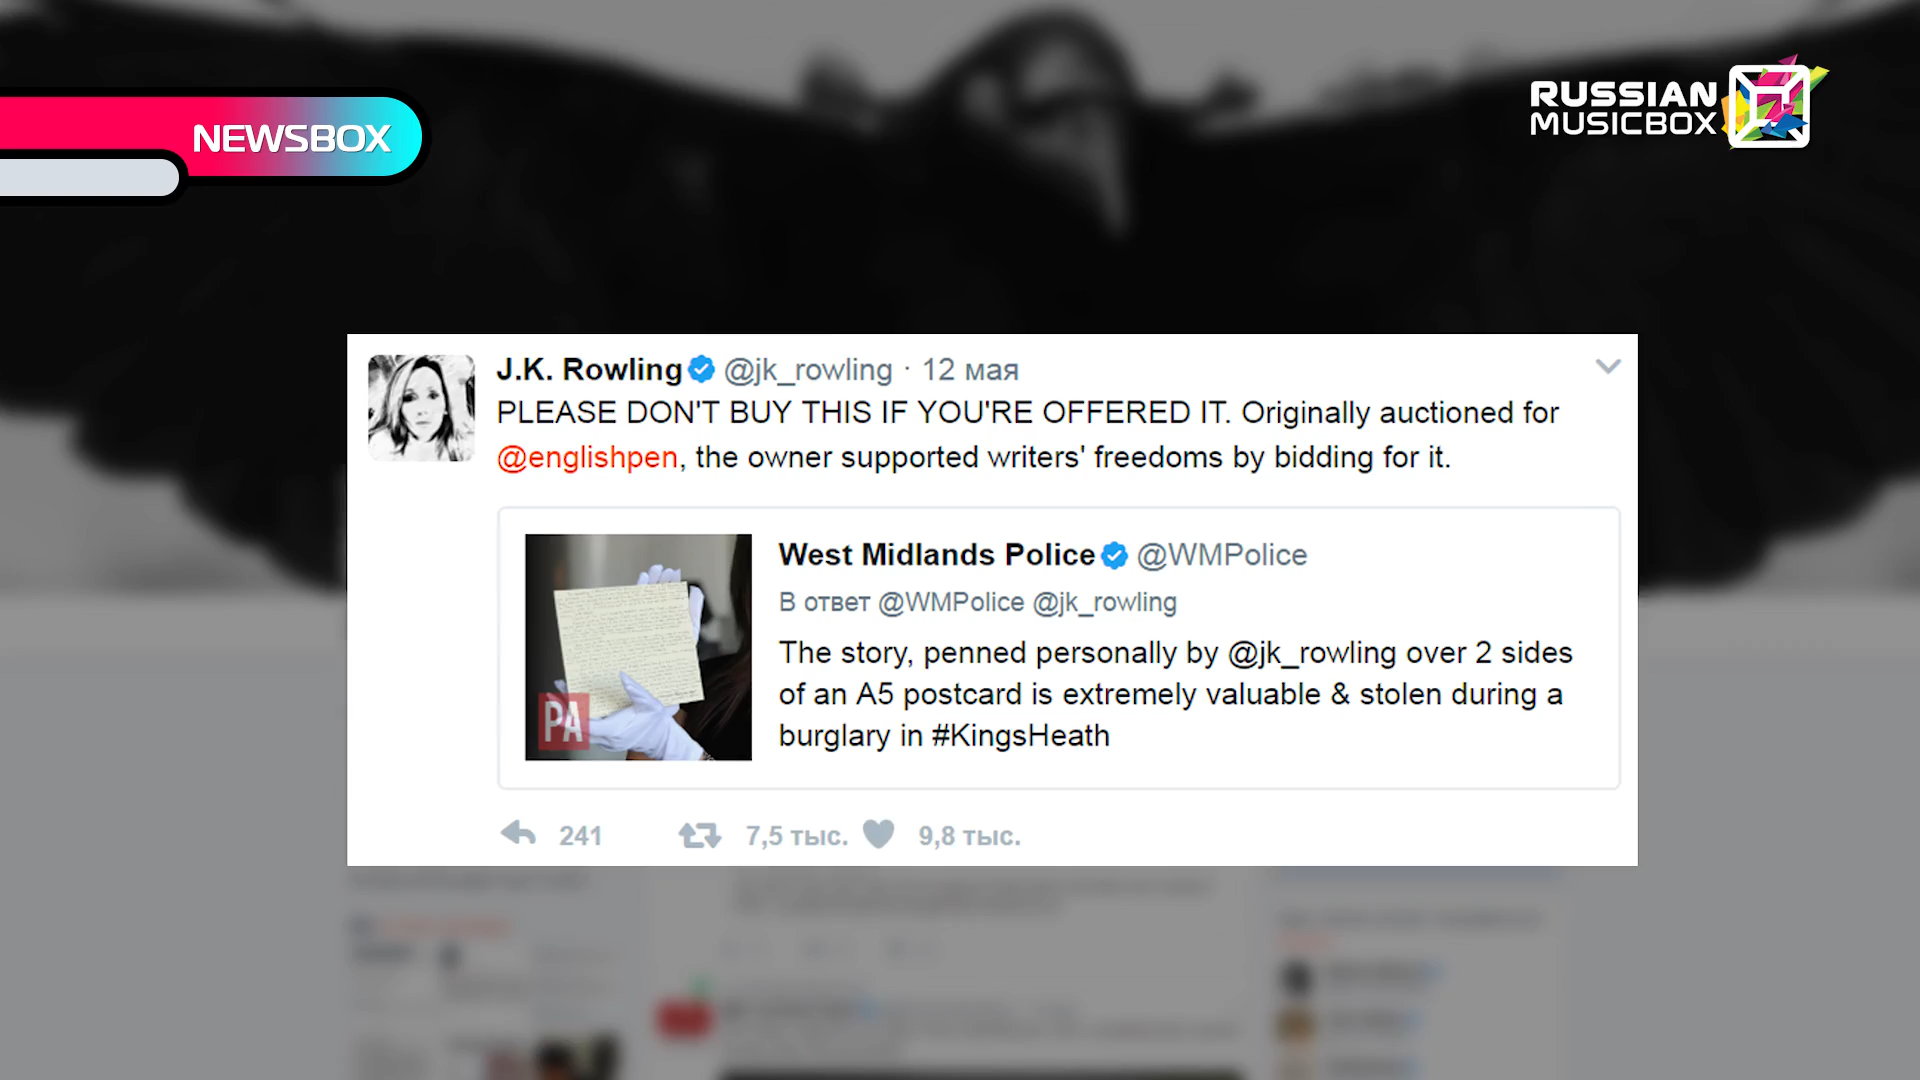 NEWSBOX
RUSSIAN
MUSICBOX
J.K. Rowling @jk_rowling · 12 мая
PLEASE DON'T BUY THIS IF YOU'RE OFFERED IT. Originally auctioned for
@englishpen, the owner supported writers' freedoms by bidding for it.
West Midlands Police @WMPolice
В ответ @WMPolice @jk_rowling
The story, penned personally by @jk_rowling over 2 sides
of an A5 postcard is extremely valuable & stolen during a
burglary in #KingsHeath
PA
241 7,5 тыс. 9,8 тыс.